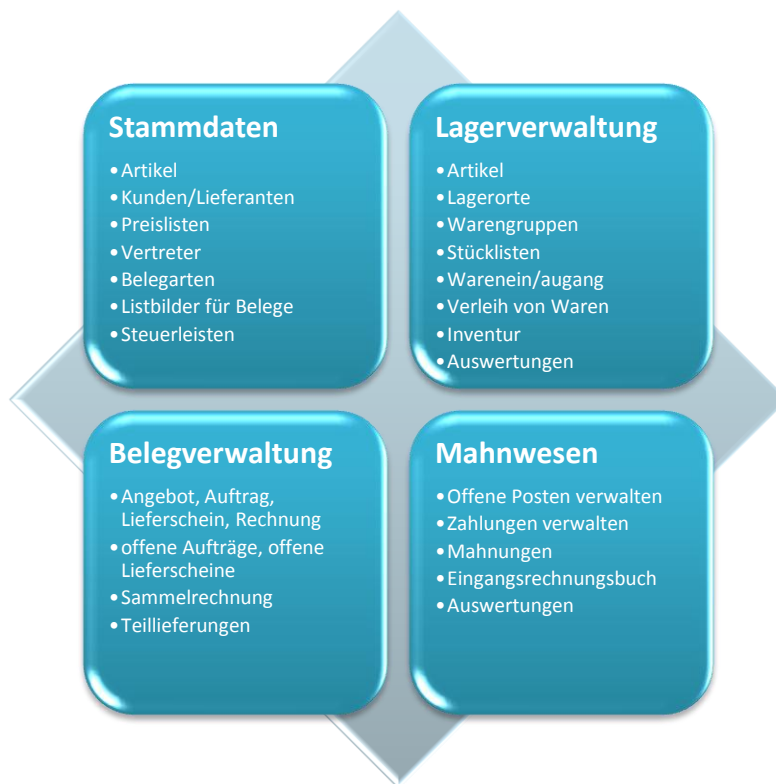 Stammdaten
•Artikel
•Kunden/Lieferanten
•Preislisten
•Vertreter
•Belegarten
•Listbilder für Belege
•Steuerleisten
Lagerverwaltung
•Artikel
•Lagerorte
•Warengruppen
•Stücklisten
•Warenein/augang
•Verleih von Waren
•Inventur
•Auswertungen
Belegverwaltung
•Angebot, Auftrag,
Lieferschein, Rechnung
•offene Aufträge, offene
Lieferscheine
•Sammelrechnung
•Teillieferungen
Mahnwesen
•Offene Posten verwalten
•Zahlungen verwalten
•Mahnungen
•Eingangsrechnungsbuch
•Auswertungen